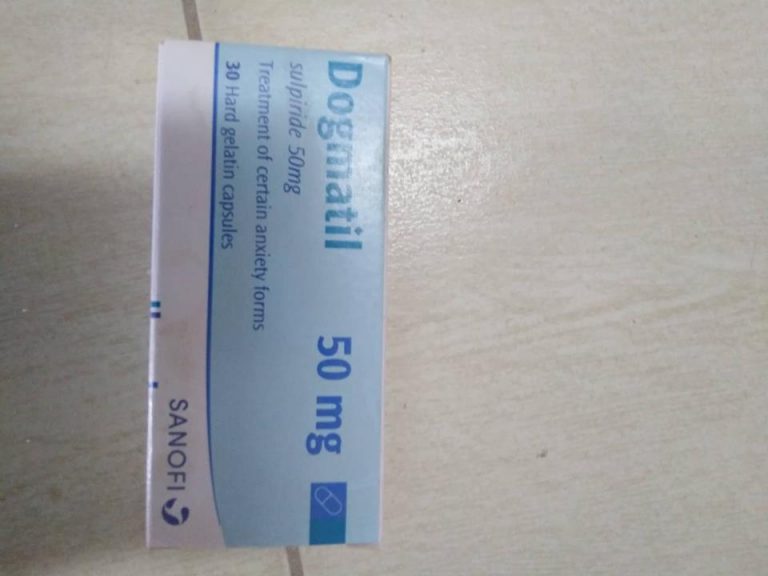 Dogmatil 50 mg
sulpiride 50mg
Treatment of certain anxiety forms
30 Hard gelatin capsules
SANOFI